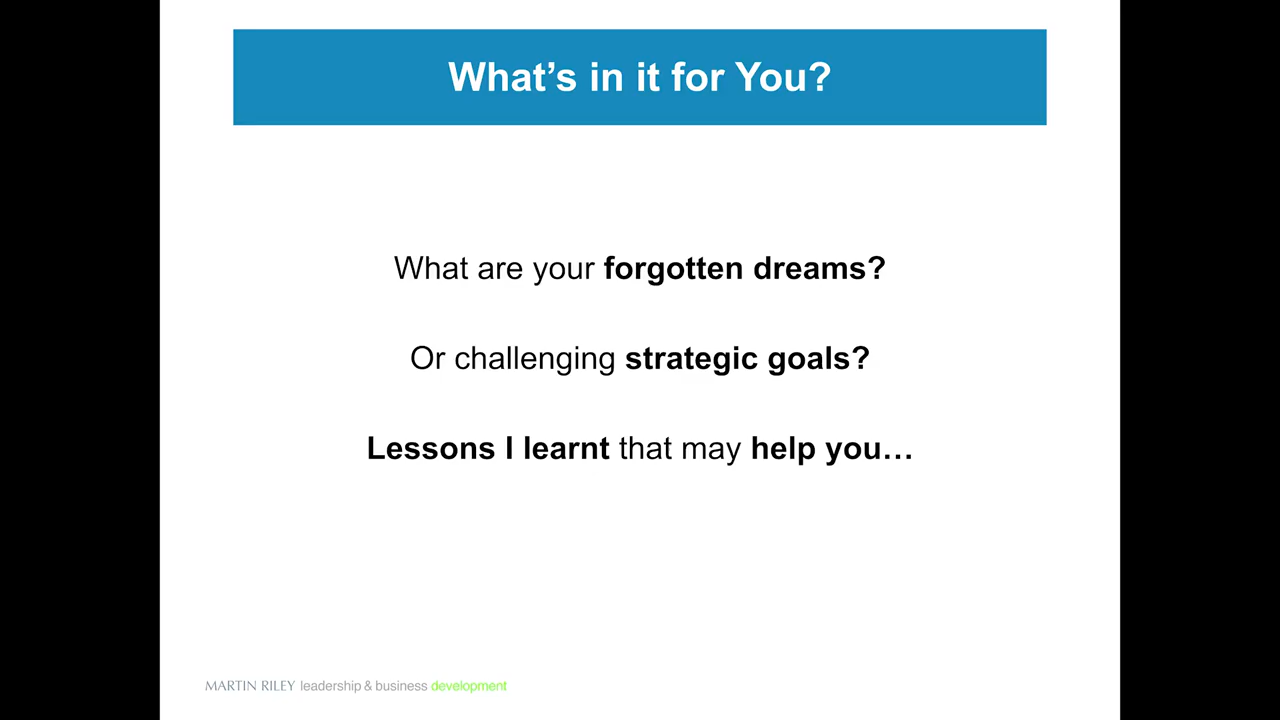 What’s in it for You?
What are your forgotten dreams?
Or challenging strategic goals?
Lessons I learnt that may help you…
MARTIN RILEY leadership & business development